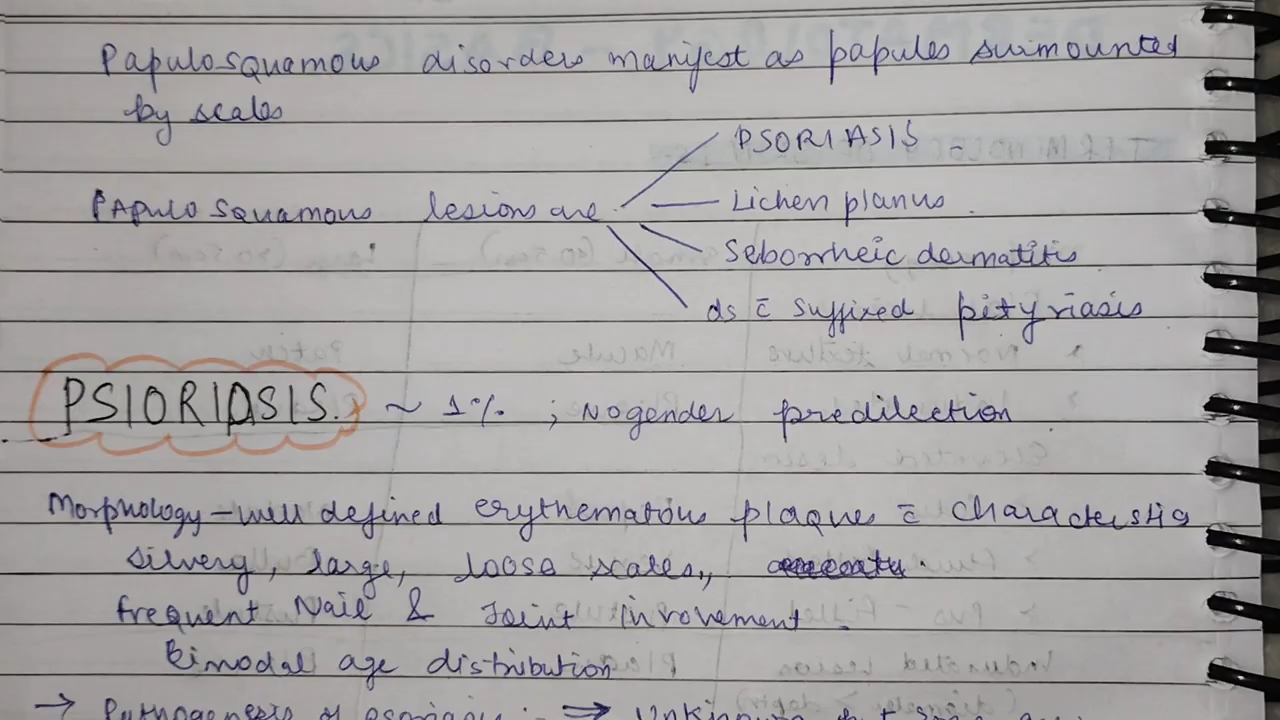 Papulosquamous disorders manifest as papules surmounted
by scales
PSORIASIS -
PAPulo squamous lesions are
Lichen planus.
Seborrheic dermatitis
ds c̄ suffixed pityriasis
PSIORIASIS. ~ 1% ; No gender predilection
Morphology - well defined erythematous plaques c̄ characteristic
silvery, large, loose scales,
frequent Nail & Joint involvement.
Bimodal age distribution
→ Pathogenesis of psoriasis : ⇒ Unknown